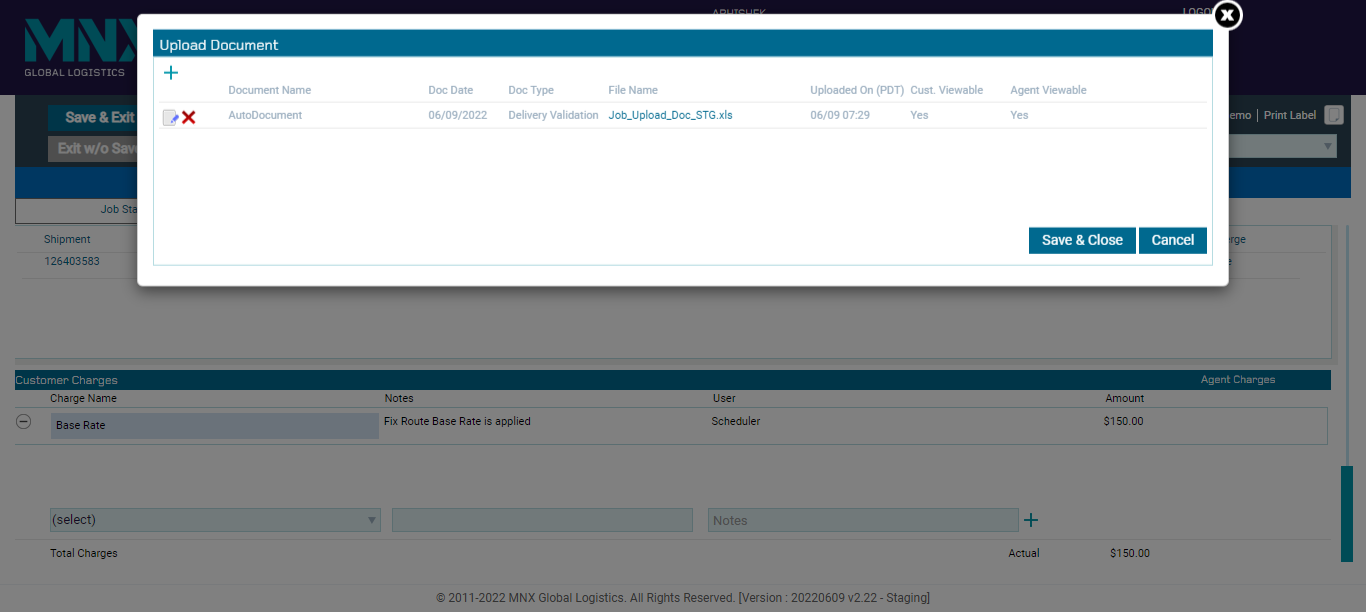 ABHISHEK
MNX
GLOBAL LOGISTICS
Upload Document
Document Name Doc Date Doc Type File Name Uploaded On (PDT) Cust. Viewable Agent Viewable
AutoDocument 06/09/2022 Delivery Validation Job_Upload_Doc_STG.xls 06/09 07:29 Yes Yes
Save & Exit
Print Label
Exit w/o Save
Job Sta
Save & Close Cancel
Shipment
126403583
Customer Charges Agent Charges
Charge Name Notes User Amount
Base Rate Fix Route Base Rate is applied Scheduler $150.00
(select) Notes
Total Charges Actual $150.00
© 2011-2022 MNX Global Logistics. All Rights Reserved. [Version : 20220609 v2.22 - Staging]